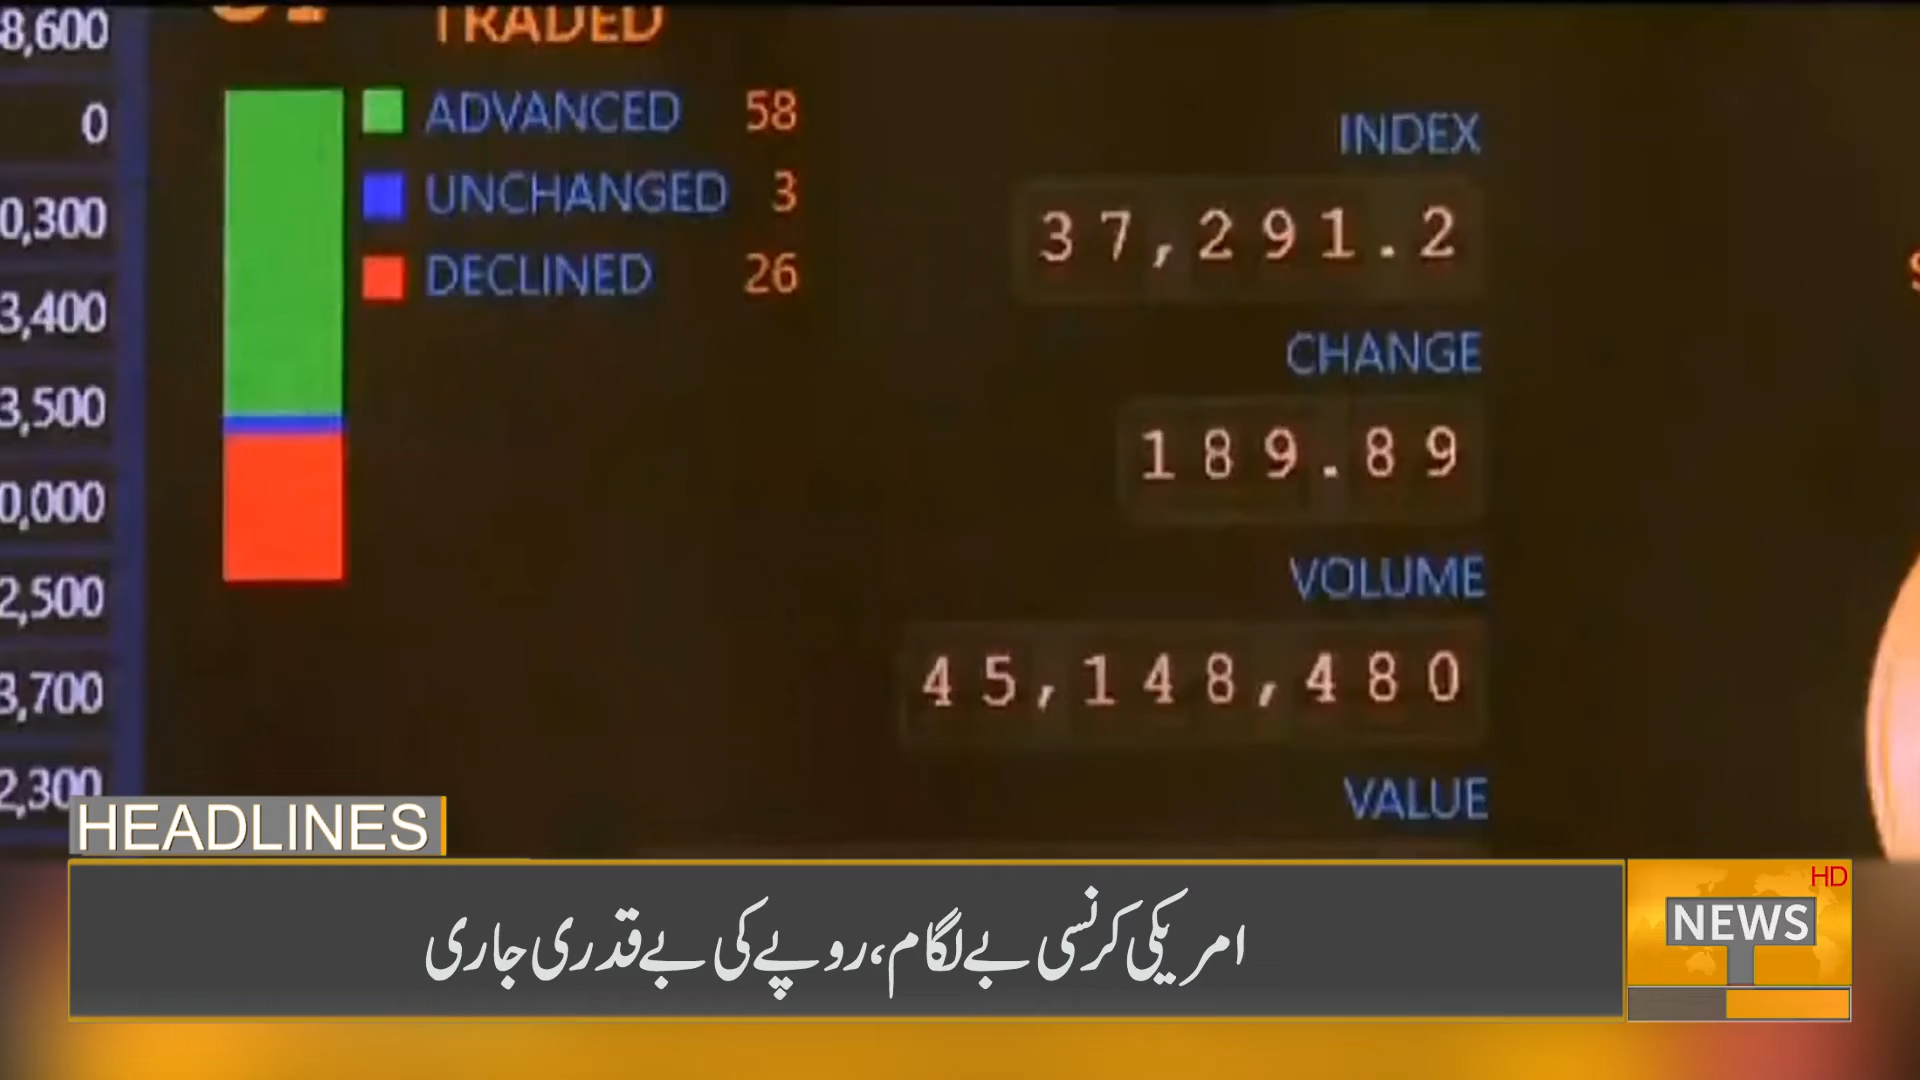 8,600
0
0,300
3,400
3,500
0,000
2,500
3,700
2,300
TRADED
ADVANCED 58
UNCHANGED 3
DECLINED 26
INDEX
37,291.2
CHANGE
189.89
VOLUME
45,148,480
VALUE
HEADLINES
امریکی کرنسی بے لگام، روپے کی بے قدری جاری
HD
NEWS